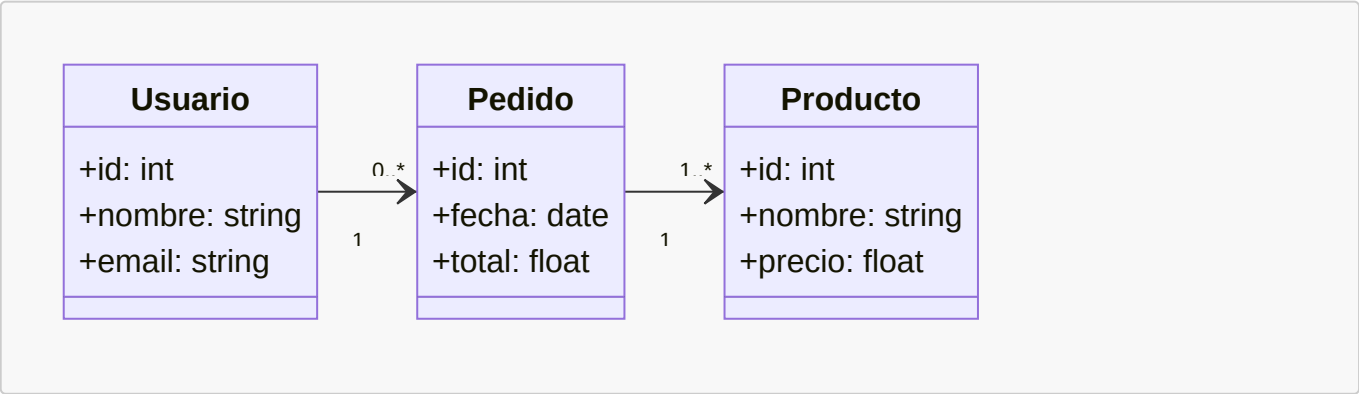 Usuario
+id: int
+nombre: string
+email: string
0..*
1
Pedido
+id: int
+fecha: date
+total: float
1..*
1
Producto
+id: int
+nombre: string
+precio: float